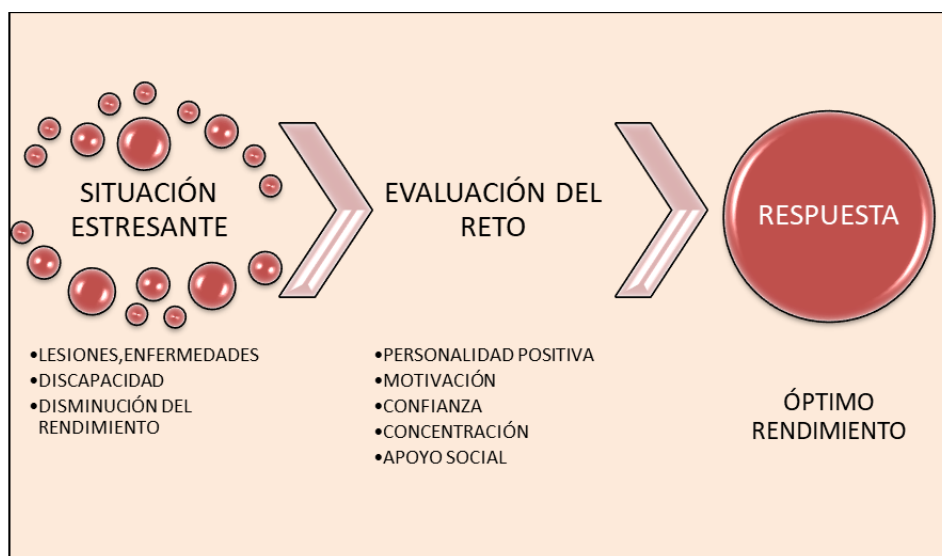 SITUACIÓN
ESTRESANTE
•LESIONES,ENFERMEDADES
•DISCAPACIDAD
•DISMINUCIÓN DEL
RENDIMIENTO
EVALUACIÓN DEL
RETO
•PERSONALIDAD POSITIVA
•MOTIVACIÓN
•CONFIANZA
•CONCENTRACIÓN
•APOYO SOCIAL
RESPUESTA
ÓPTIMO
RENDIMIENTO